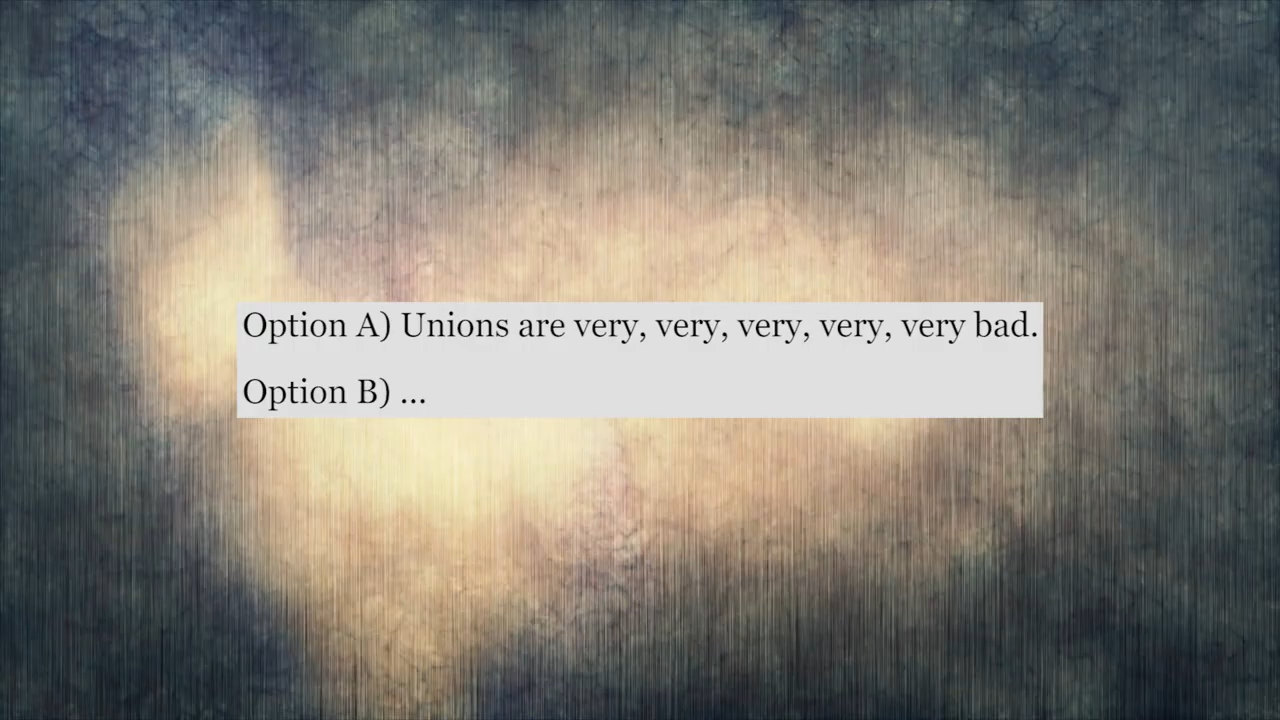 Option A) Unions are very, very, very, very, very bad.
Option B) ...